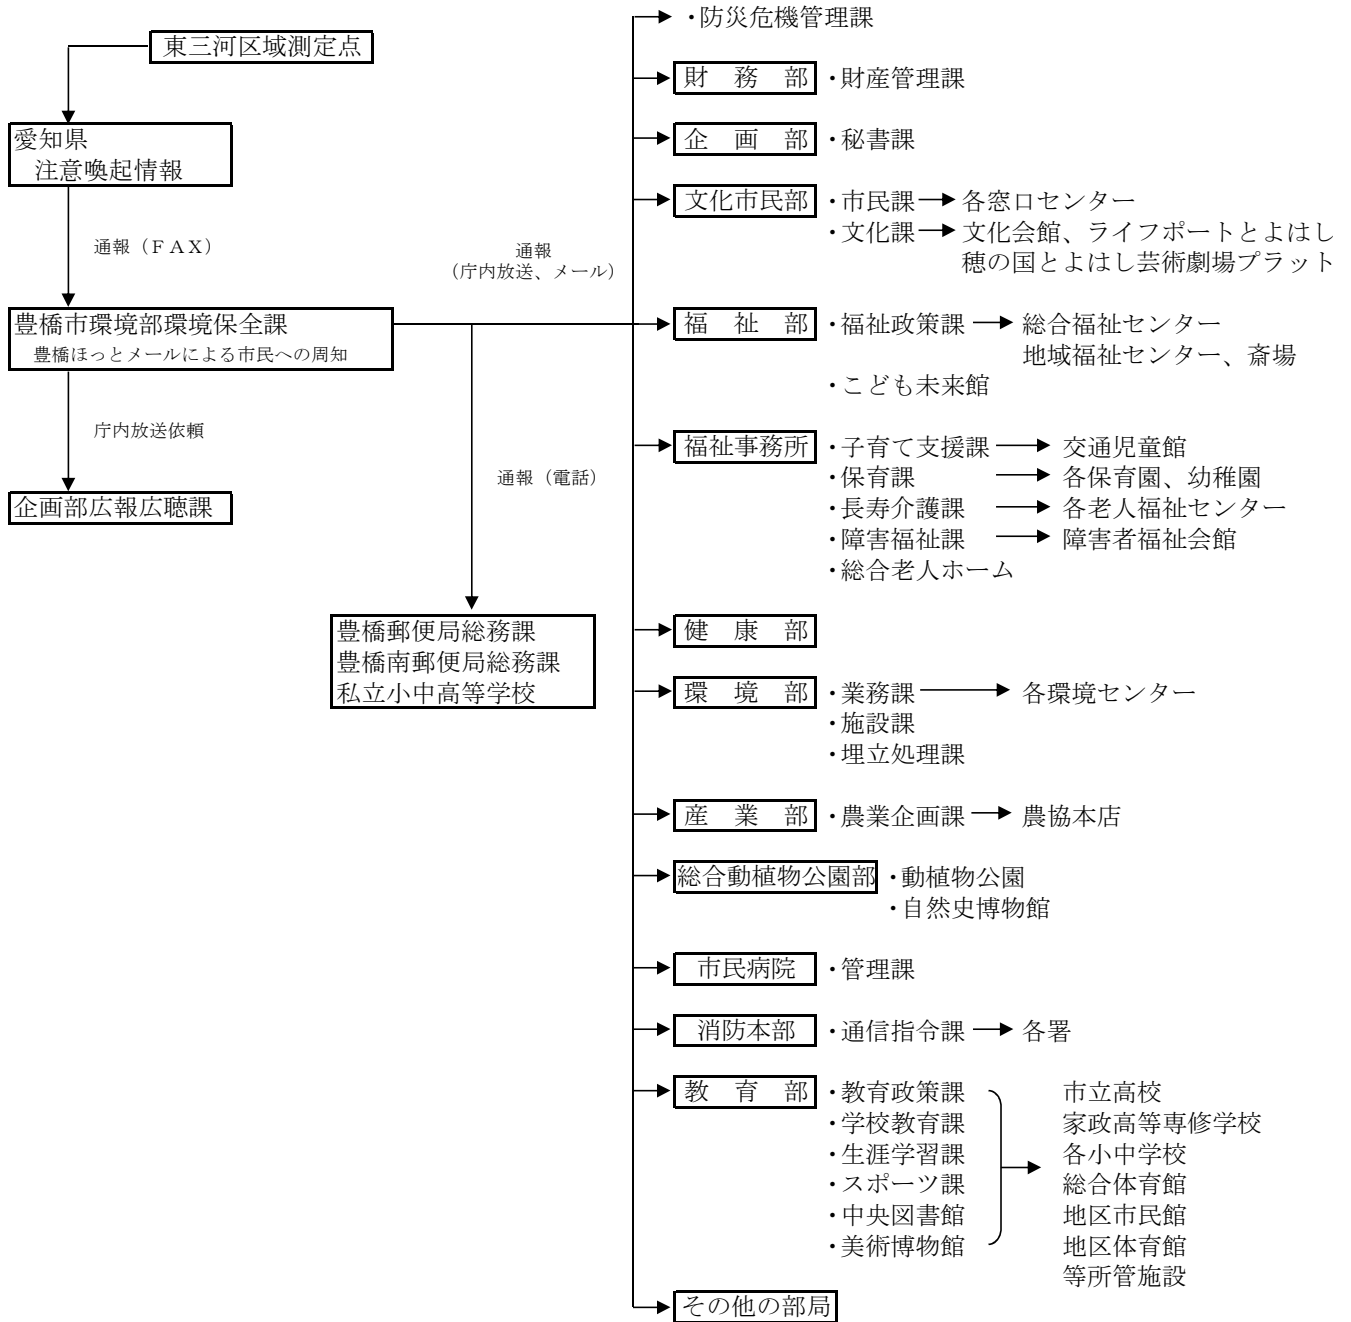 東三河区域測定点
愛知県
注意喚起情報
通報（ＦＡＸ）
豊橋市環境部環境保全課
豊橋ほっとメールによる市民への周知
庁内放送依頼
企画部広報広聴課
通報
（庁内放送、メール）
通報（電話）
豊橋郵便局総務課
豊橋南郵便局総務課
私立小中高等学校
・防災危機管理課
財　務　部 ・財産管理課
企　画　部 ・秘書課
文化市民部 ・市民課 各窓口センター
・文化課 文化会館、ライフポートとよはし
穂の国とよはし芸術劇場プラット
福　祉　部 ・福祉政策課 総合福祉センター
地域福祉センター、斎場
・こども未来館
福祉事務所 ・子育て支援課 交通児童館
・保育課 各保育園、幼稚園
・長寿介護課 各老人福祉センター
・障害福祉課 障害者福祉会館
・総合老人ホーム
健　康　部
環　境　部 ・業務課 各環境センター
・施設課
・埋立処理課
産　業　部 ・農業企画課 農協本店
総合動植物公園部 ・動植物公園
・自然史博物館
市民病院 ・管理課
消防本部 ・通信指令課 各署
教　育　部 ・教育政策課 市立高校
・学校教育課 家政高等専修学校
・生涯学習課 各小中学校
・スポーツ課 総合体育館
・中央図書館 地区市民館
・美術博物館 地区体育館
等所管施設
その他の部局